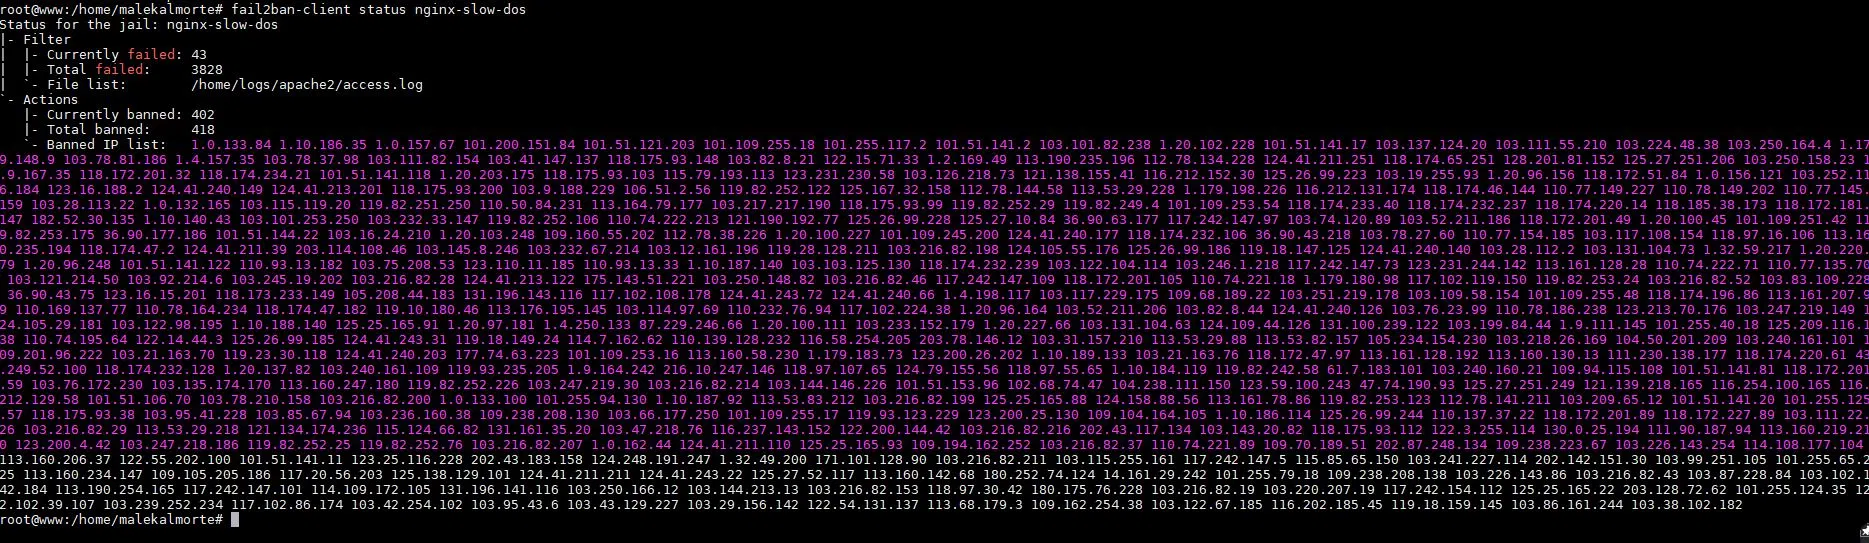 root@www:/home/malekalmorte# fail2ban-client status nginx-slow-dos
Status for the jail: nginx-slow-dos
|- Filter
|  |- Currently failed: 43
|  |- Total failed:     3828
|  `- File list:        /home/logs/apache2/access.log
`- Actions
   |- Currently banned: 402
   |- Total banned:     418
   `- Banned IP list:   1.0.133.84 1.10.186.35 1.0.157.67 101.200.151.84 101.51.121.203 101.109.255.18 101.255.117.2 101.51.141.2 103.101.82.238 1.20.102.228 101.51.141.17 103.137.124.20 103.111.55.210 103.224.48.38 103.250.164.4 1.17
9.148.9 103.78.81.186 1.4.157.35 103.78.37.98 103.111.82.154 103.41.147.137 118.175.93.148 103.82.8.21 122.15.71.33 1.2.169.49 113.190.235.196 112.78.134.228 124.41.211.251 118.174.65.251 128.201.81.152 125.27.251.206 103.250.158.23 1
.9.167.35 118.172.201.32 118.174.234.21 101.51.141.118 1.20.203.175 118.175.93.103 115.79.193.113 123.231.230.58 103.126.218.73 121.138.155.41 116.212.152.30 125.26.99.223 103.19.255.93 1.20.96.156 118.172.51.84 1.0.156.121 103.252.11
6.184 123.16.188.2 124.41.240.149 124.41.213.201 118.175.93.200 103.9.188.229 106.51.2.56 119.82.252.122 125.167.32.158 112.78.144.58 113.53.29.228 1.179.198.226 116.212.131.174 118.174.46.144 110.77.149.227 110.78.149.202 110.77.145.
159 103.28.113.22 1.0.132.165 103.115.119.20 119.82.251.250 110.50.84.231 113.164.79.177 103.217.217.190 118.175.93.99 119.82.252.29 119.82.249.4 101.109.253.54 118.174.233.40 118.174.232.237 118.174.220.14 118.185.38.173 118.172.181.
147 182.52.30.135 1.10.140.43 103.101.253.250 103.232.33.147 119.82.252.106 110.74.222.213 121.190.192.77 125.26.99.228 125.27.10.84 36.90.63.177 117.242.147.97 103.74.120.89 103.52.211.186 118.172.201.49 1.20.100.45 101.109.251.42 11
9.82.253.175 36.90.177.186 101.51.144.22 103.16.24.210 1.20.103.248 109.160.55.202 112.78.38.226 1.20.100.227 101.109.245.200 124.41.240.177 118.174.232.106 36.90.43.218 103.78.27.60 110.77.154.185 103.117.108.154 118.97.16.106 113.16
0.235.194 118.174.47.2 124.41.211.39 203.114.108.46 103.145.8.246 103.232.67.214 103.12.161.196 119.28.128.211 103.216.82.198 124.105.55.176 125.26.99.186 119.18.147.125 124.41.240.140 103.28.112.2 103.131.104.73 1.32.59.217 1.20.220.
79 1.20.96.248 101.51.141.122 110.93.13.182 103.75.208.53 123.110.11.185 110.93.13.33 1.10.187.140 103.103.125.130 118.174.232.239 103.122.104.114 103.246.1.218 117.242.147.73 123.231.244.142 113.161.128.28 110.74.222.71 110.77.135.70
 103.121.214.50 103.92.214.6 103.245.19.202 103.216.82.28 124.41.213.122 175.143.51.221 103.250.148.82 103.216.82.46 117.242.147.109 118.172.201.105 110.74.221.18 1.179.180.98 117.102.119.150 119.82.253.24 103.216.82.52 103.83.109.228
 36.90.43.75 123.16.15.201 118.173.233.149 105.208.44.183 131.196.143.116 117.102.108.178 124.41.243.72 124.41.240.66 1.4.198.117 103.117.229.175 109.68.189.22 103.251.219.178 103.109.58.154 101.109.255.48 118.174.196.86 113.161.207.9
9 110.169.137.77 110.78.164.234 118.174.47.182 119.10.180.46 113.176.195.145 103.114.97.69 110.232.76.94 117.102.224.38 1.20.96.164 103.52.211.206 103.82.8.44 124.41.240.126 103.76.23.99 110.78.186.238 123.213.70.176 103.247.219.149 1
24.105.29.181 103.122.98.195 1.10.188.140 125.25.165.91 1.20.97.181 1.4.250.133 87.229.246.66 1.20.100.111 103.233.152.179 1.20.227.66 103.131.104.63 124.109.44.126 131.100.239.122 103.199.84.44 1.9.111.145 101.255.40.18 125.209.116.1
38 110.74.195.64 122.14.44.3 125.26.99.185 124.41.243.31 119.18.149.24 114.7.162.62 110.139.128.232 116.58.254.205 203.78.146.12 103.31.157.210 113.53.29.88 113.53.82.157 105.234.154.230 103.218.26.169 104.50.201.209 103.240.161.101 1
09.201.96.222 103.21.163.70 119.23.30.118 124.41.240.203 177.74.63.223 101.109.253.16 113.160.58.230 1.179.183.73 123.200.26.202 1.10.189.133 103.21.163.76 118.172.47.97 113.161.128.192 113.160.130.13 111.230.138.177 118.174.220.61 43
.249.52.100 118.174.232.128 1.20.137.82 103.240.161.109 119.93.235.205 1.9.164.242 216.10.247.146 118.97.107.65 124.79.155.56 118.97.55.65 1.10.184.119 119.82.242.58 61.7.183.101 103.240.160.21 109.94.115.108 101.51.141.81 118.172.201
.59 103.76.172.230 103.135.174.170 113.160.247.180 119.82.252.226 103.247.219.30 103.216.82.214 103.144.146.226 101.51.153.96 102.68.74.47 104.238.111.150 123.59.100.243 47.74.190.93 125.27.251.249 121.139.218.165 116.254.100.165 116.
212.129.58 101.51.106.70 103.78.210.158 103.216.82.200 1.0.133.100 101.255.94.130 1.10.187.92 113.53.83.212 103.216.82.199 125.25.165.88 124.158.88.56 113.161.78.86 119.82.253.123 112.78.141.211 103.209.65.12 101.51.141.20 101.255.125
.57 118.175.93.38 103.95.41.228 103.85.67.94 103.236.160.38 109.238.208.130 103.66.177.250 101.109.255.17 119.93.123.229 123.200.25.130 109.104.164.105 1.10.186.114 125.26.99.244 110.137.37.22 118.172.201.89 118.172.227.89 103.111.22.
26 103.216.82.29 113.53.29.218 121.134.174.236 115.124.66.82 131.161.35.20 103.47.218.76 116.237.143.152 122.200.144.42 103.216.82.216 202.43.117.134 103.143.20.82 118.175.93.112 122.3.255.114 130.0.25.194 111.90.187.94 113.160.219.21
0 123.200.4.42 103.247.218.186 119.82.252.25 119.82.252.76 103.216.82.207 1.0.162.44 124.41.211.110 125.25.165.93 109.194.162.252 103.216.82.37 110.74.221.89 109.70.189.51 202.87.248.134 109.238.223.67 103.226.143.254 114.108.177.104
113.160.206.37 122.55.202.100 101.51.141.11 123.25.116.228 202.43.183.158 124.248.191.247 1.32.49.200 171.101.128.90 103.216.82.211 103.115.255.161 117.242.147.5 115.85.65.150 103.241.227.114 202.142.151.30 103.99.251.105 101.255.65.2
25 113.160.234.147 109.105.205.186 117.20.56.203 125.138.129.101 124.41.211.211 124.41.243.22 125.27.52.117 113.160.142.68 180.252.74.124 14.161.29.242 101.255.79.18 109.238.208.138 103.226.143.86 103.216.82.43 103.87.228.84 103.102.1
42.184 113.190.254.165 117.242.147.101 114.109.172.105 131.196.141.116 103.250.166.12 103.144.213.13 103.216.82.153 118.97.30.42 180.175.76.228 103.216.82.19 103.220.207.19 117.242.154.112 125.25.165.22 203.128.72.62 101.255.124.35 12
2.102.39.107 103.239.252.234 117.102.86.174 103.42.254.102 103.95.43.6 103.43.129.227 103.29.156.142 122.54.131.137 113.68.179.3 109.162.254.38 103.122.67.185 116.202.185.45 119.18.159.145 103.86.161.244 103.38.102.182
root@www:/home/malekalmorte#